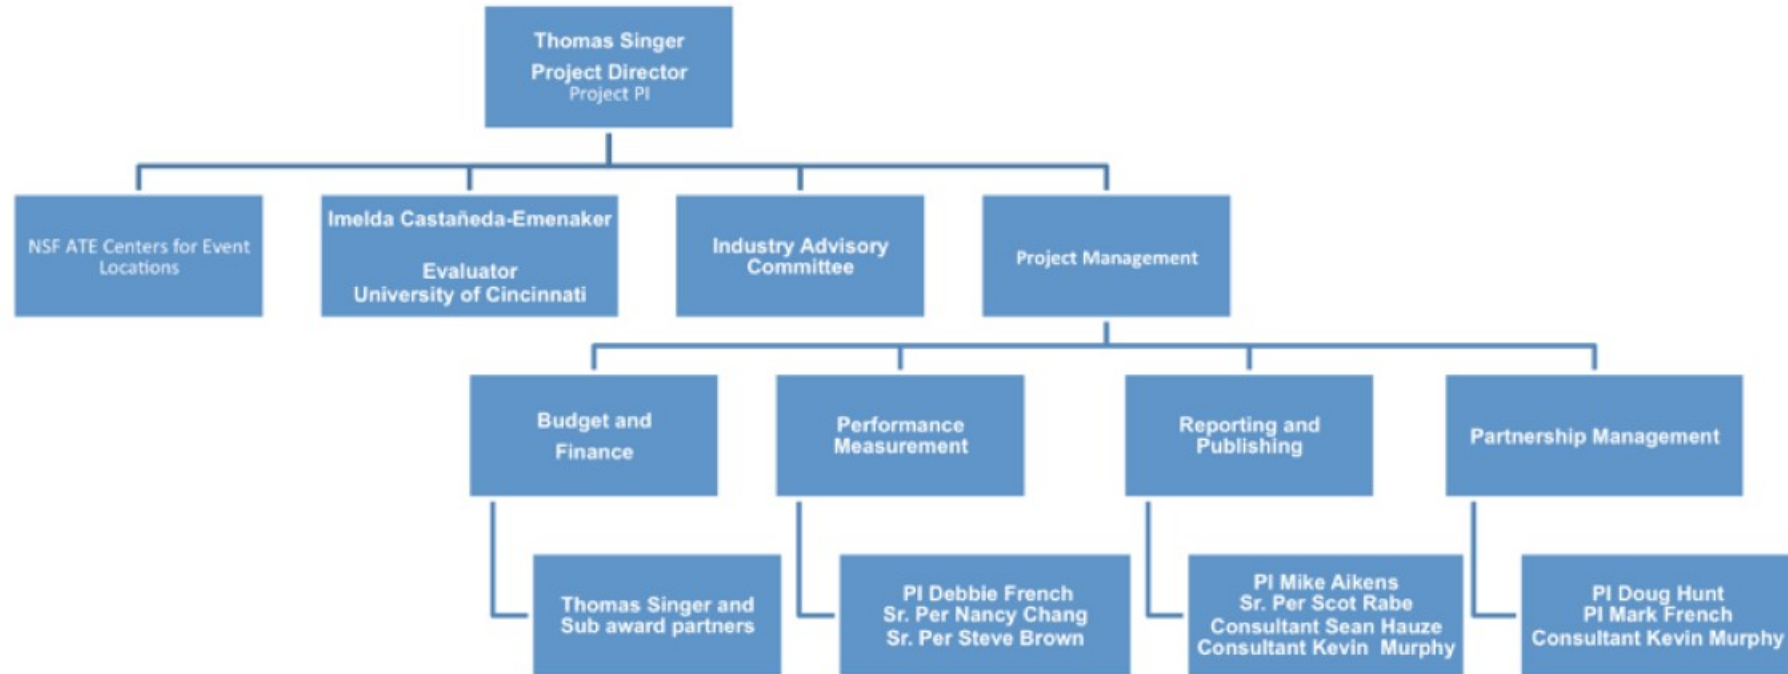 Thomas Singer
Project Director
Project PI
NSF ATE Centers for Event
Locations
Imelda Castañeda-Emenaker
Evaluator
University of Cincinnati
Industry Advisory
Committee
Project Management
Budget and
Finance
Performance
Measurement
Reporting and
Publishing
Partnership Management
Thomas Singer and
Sub award partners
PI Debbie French
Sr. Per Nancy Chang
Sr. Per Steve Brown
PI Mike Aikens
Sr. Per Scot Rabe
Consultant Sean Hauze
Consultant Kevin  Murphy
PI Doug Hunt
PI Mark French
Consultant Kevin Murphy